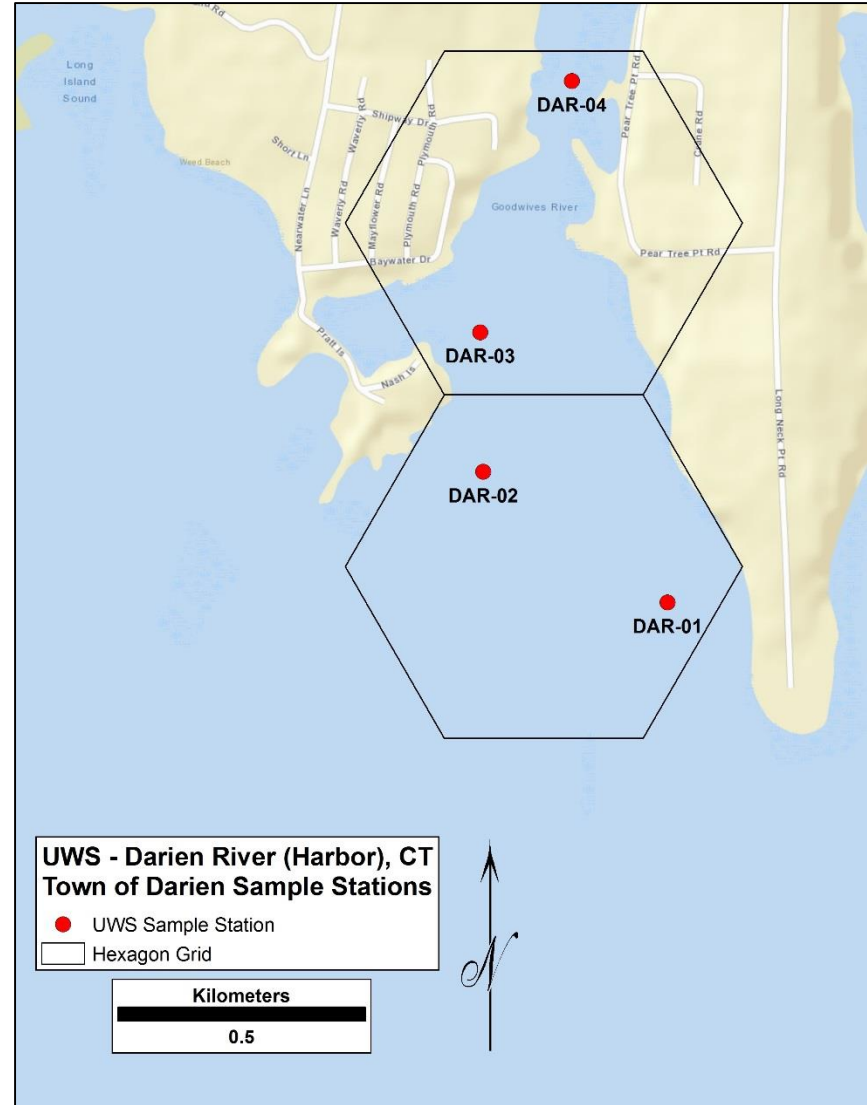 Rd
Long
Island
Sound
Weed Beach
Short Ln
Nearwater Ln
Waverly Rd
Waverly Rd
Shipway Dr
Mayflower Rd
Plymouth Rd
Plymouth Rd
Baywater Dr
Pratt Is
Nash Is
DAR-04
Goodwives River
Pear Tree Pt Rd
Crane Rd
Pear Tree Pt Rd
Long Neck Pt Rd
DAR-03
DAR-02
DAR-01
UWS - Darien River (Harbor), CT
Town of Darien Sample Stations
UWS Sample Station
Hexagon Grid
Kilometers
0.5
N